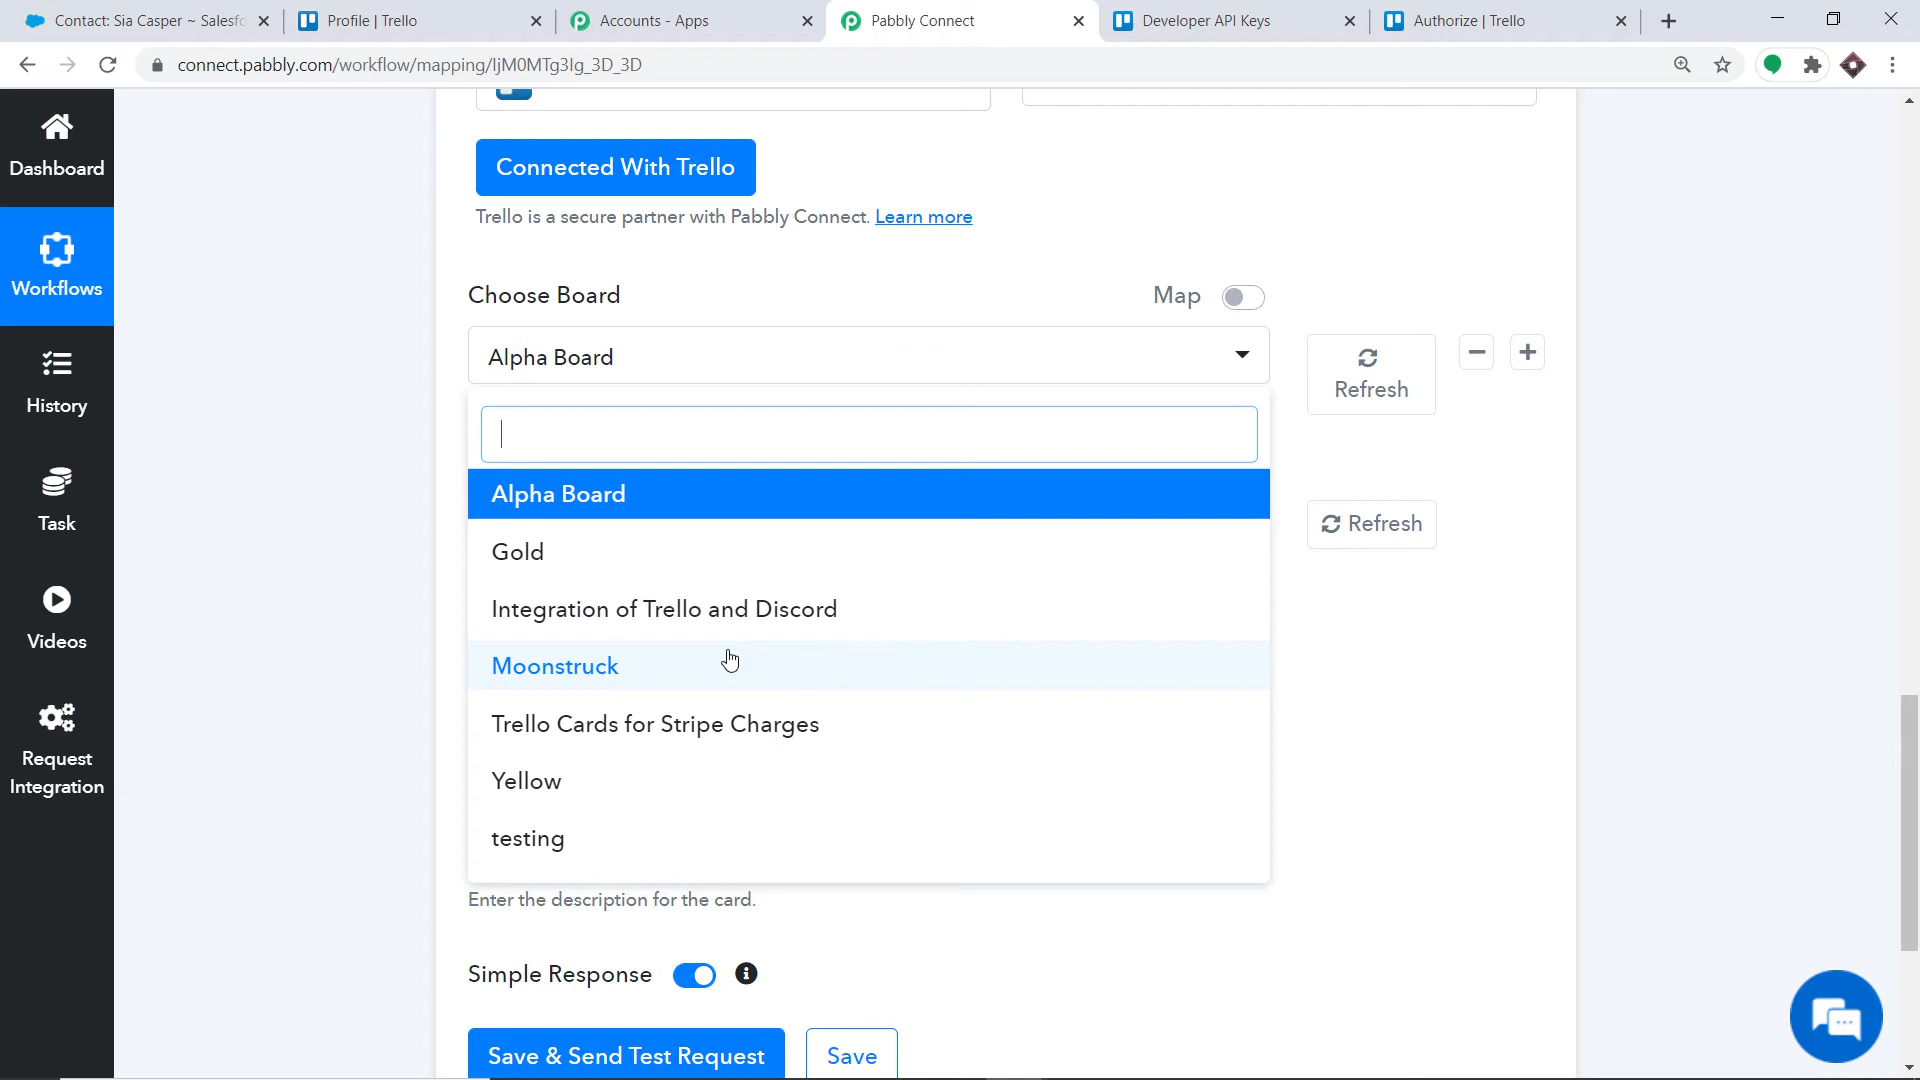 Contact: Sia Casper ~ Salesfo
Profile | Trello
Accounts - Apps
Pabbly Connect
Developer API Keys
Authorize | Trello
connect.pabbly.com/workflow/mapping/IjM0MTg3Ig_3D_3D
Dashboard
Workflows
History
Task
Videos
Request
Integration
Connected With Trello
Trello is a secure partner with Pabbly Connect. Learn more
Choose Board
Map
Alpha Board
Refresh
Alpha Board
Gold
Refresh
Integration of Trello and Discord
Moonstruck
Trello Cards for Stripe Charges
Yellow
testing
Enter the description for the card.
Simple Response
Save & Send Test Request
Save